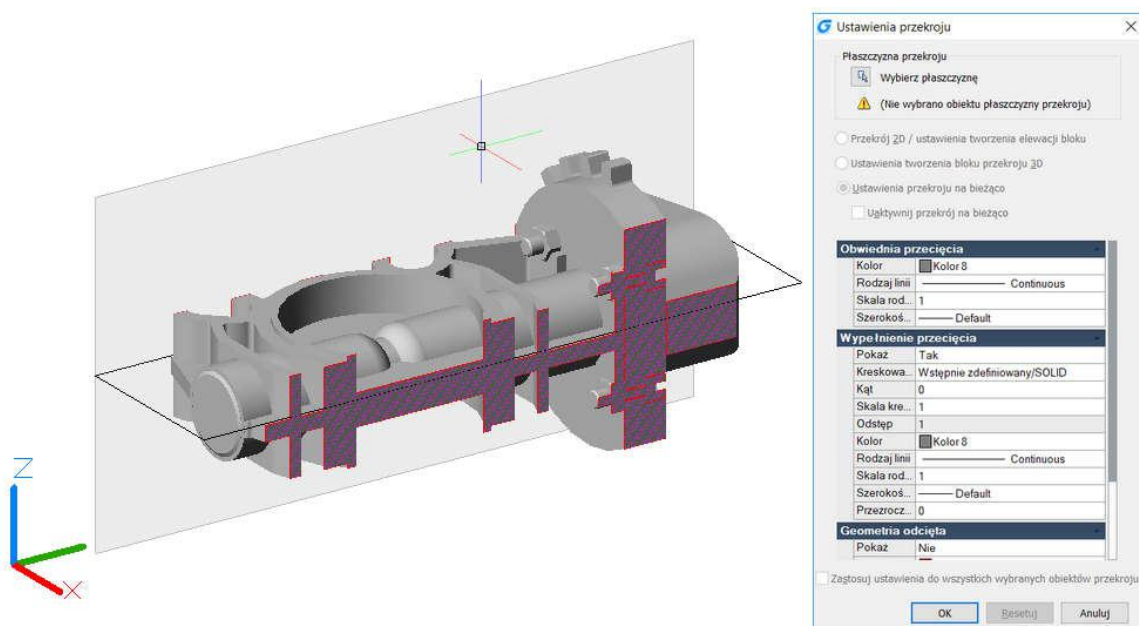 Ustawienia przekroju
Płaszczyzna przekroju
Wybierz płaszczyznę
(Nie wybrano obiektu płaszczyzny przekroju)
Przekrój 2D / ustawienia tworzenia elewacji bloku
Ustawienia tworzenia bloku przekroju 3D
Ustawienia przekroju na bieżąco
Uaktywnij przekrój na bieżąco
Obwiednia przecięcia
Kolor Kolor 8
Rodzaj linii Continuous
Skala rod... 1
Szerokoś... Default
Wypełnienie przecięcia
Pokaż Tak
Kreskowa... Wstępnie zdefiniowany/SOLID
Kąt 0
Skala kre... 1
Odstęp 1
Kolor Kolor 8
Rodzaj linii Continuous
Skala rod... 1
Szerokoś... Default
Przezrocz... 0
Geometria odcięta
Pokaż Nie
Zastosuj ustawienia do wszystkich wybranych obiektów przekroju
OK Resetuj Anuluj
Z
X